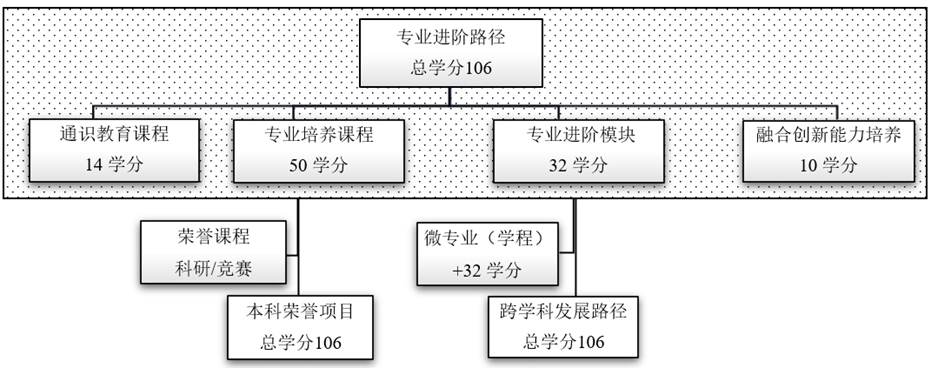 专业进阶路径
总学分106
通识教育课程
14 学分
专业培养课程
50 学分
专业进阶模块
32 学分
融合创新能力培养
10 学分
荣誉课程
科研/竞赛
微专业（学程）
+32 学分
本科荣誉项目
总学分106
跨学科发展路径
总学分106